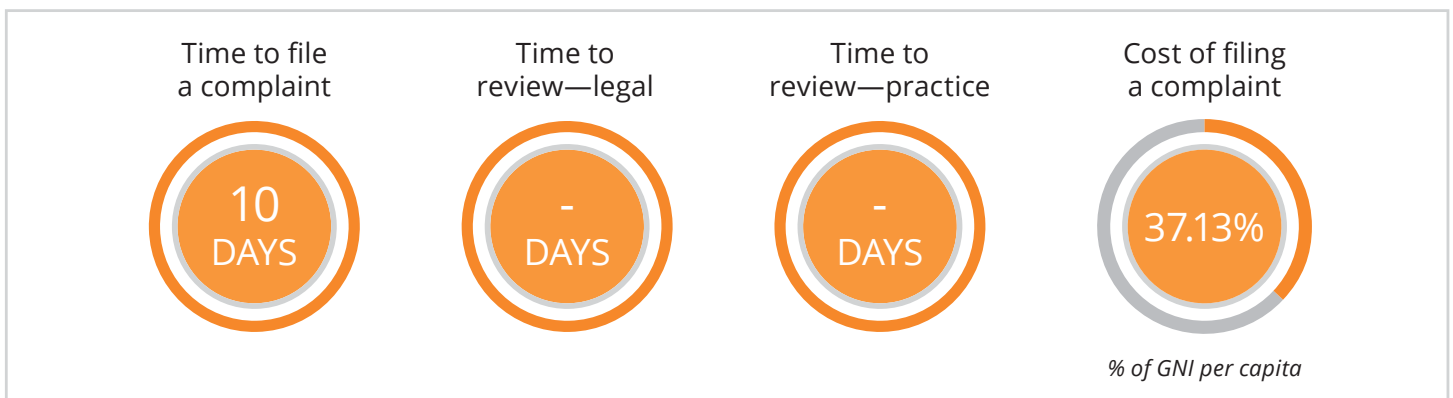 Time to file
a complaint
10
DAYS
Time to
review—legal
-
DAYS
Time to
review—practice
-
DAYS
Cost of filing
a complaint
37.13%
% of GNI per capita